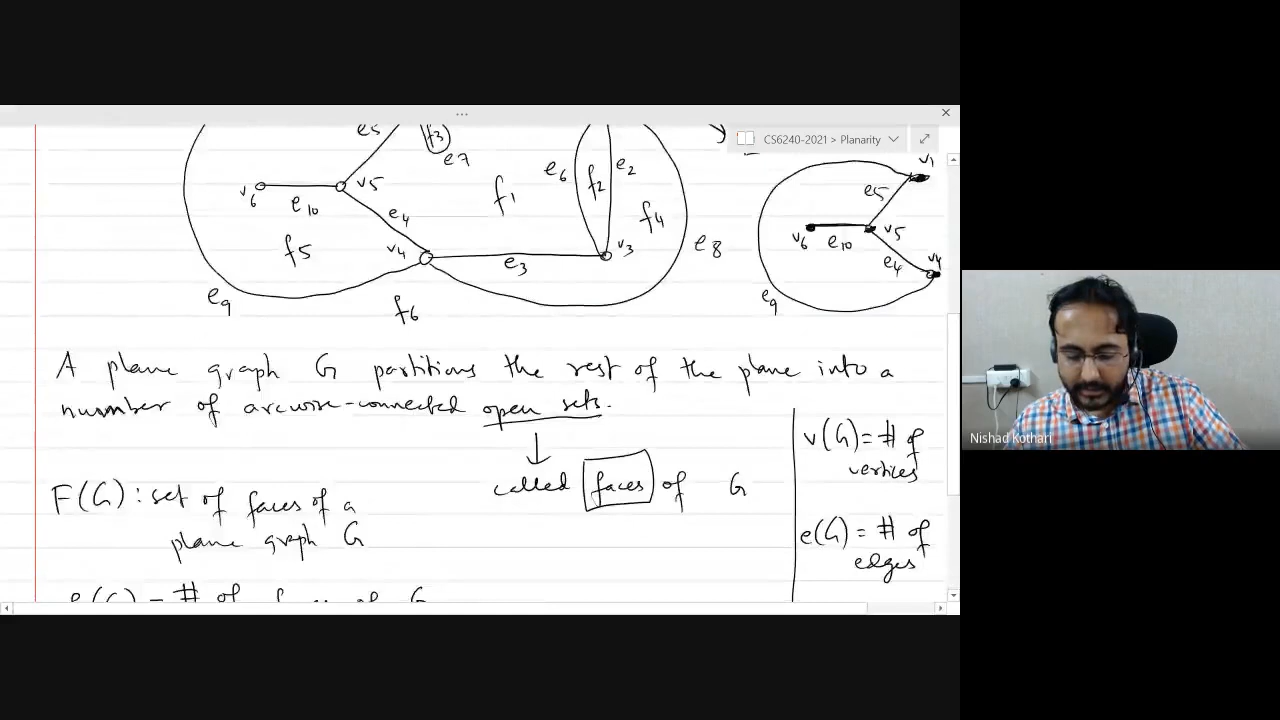 CS6240-2021 > Planarity
e5
f3
e7
v6
e10
v5
e4
f1
e6
f2
e2
f4
f5
v4
e3
v3
e8
e9
f6
v1
e5
v6
e10
v5
e4
v4
e9
A plane graph G partitions the rest of the plane into a
number of arcwise-connected open sets.
called faces of G
F(G): set of faces of a
plane graph G
v(G) = # of
vertices
e(G) = # of
edges
Nishad Kothari